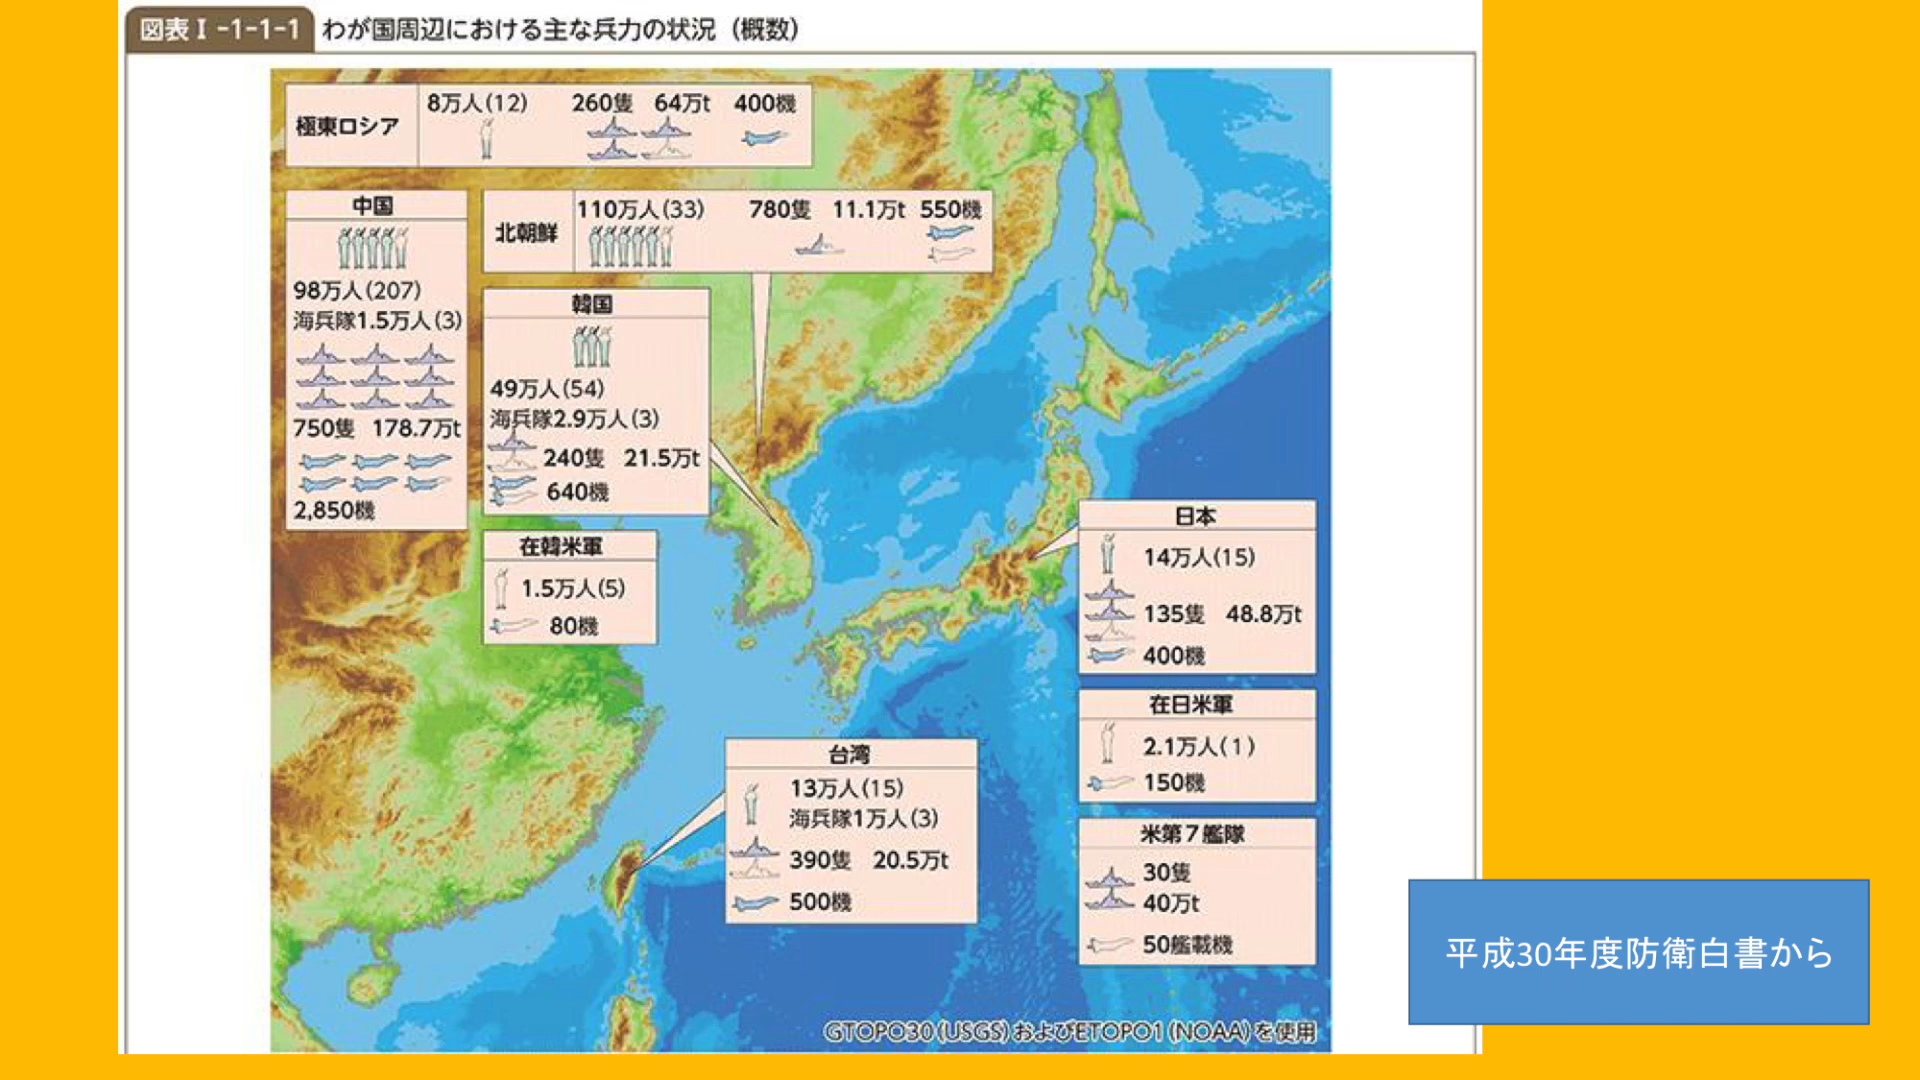 図表Ⅰ-1-1-1 わが国周辺における主な兵力の状況（概数）
極東ロシア
8万人(12) 260隻 64万t 400機
中国
98万人(207)
海兵隊1.5万人(3)
750隻 178.7万t
2,850機
北朝鮮
110万人(33) 780隻 11.1万t 550機
韓国
49万人(54)
海兵隊2.9万人(3)
240隻 21.5万t
640機
在韓米軍
1.5万人(5)
80機
日本
14万人(15)
135隻 48.8万t
400機
在日米軍
2.1万人(1)
150機
台湾
13万人(15)
海兵隊1万人(3)
390隻 20.5万t
500機
米第7艦隊
30隻
40万t
50艦載機
GTOPO30(USGS)およびETOPO1(NOAA)を使用
平成30年度防衛白書から